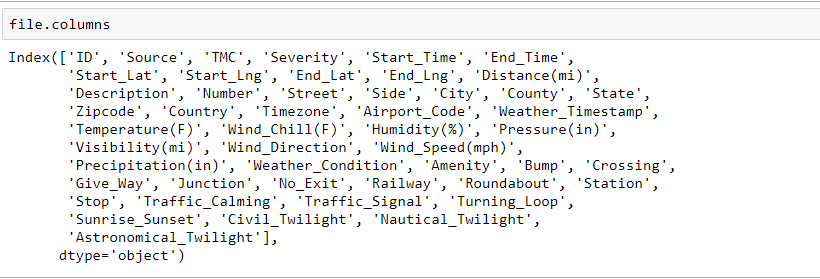 file.columns
Index(['ID', 'Source', 'TMC', 'Severity', 'Start_Time', 'End_Time',
'Start_Lat', 'Start_Lng', 'End_Lat', 'End_Lng', 'Distance(mi)',
'Description', 'Number', 'Street', 'Side', 'City', 'County', 'State',
'Zipcode', 'Country', 'Timezone', 'Airport_Code', 'Weather_Timestamp',
'Temperature(F)', 'Wind_Chill(F)', 'Humidity(%)', 'Pressure(in)',
'Visibility(mi)', 'Wind_Direction', 'Wind_Speed(mph)',
'Precipitation(in)', 'Weather_Condition', 'Amenity', 'Bump', 'Crossing',
'Give_Way', 'Junction', 'No_Exit', 'Railway', 'Roundabout', 'Station',
'Stop', 'Traffic_Calming', 'Traffic_Signal', 'Turning_Loop',
'Sunrise_Sunset', 'Civil_Twilight', 'Nautical_Twilight',
'Astronomical_Twilight'],
dtype='object')